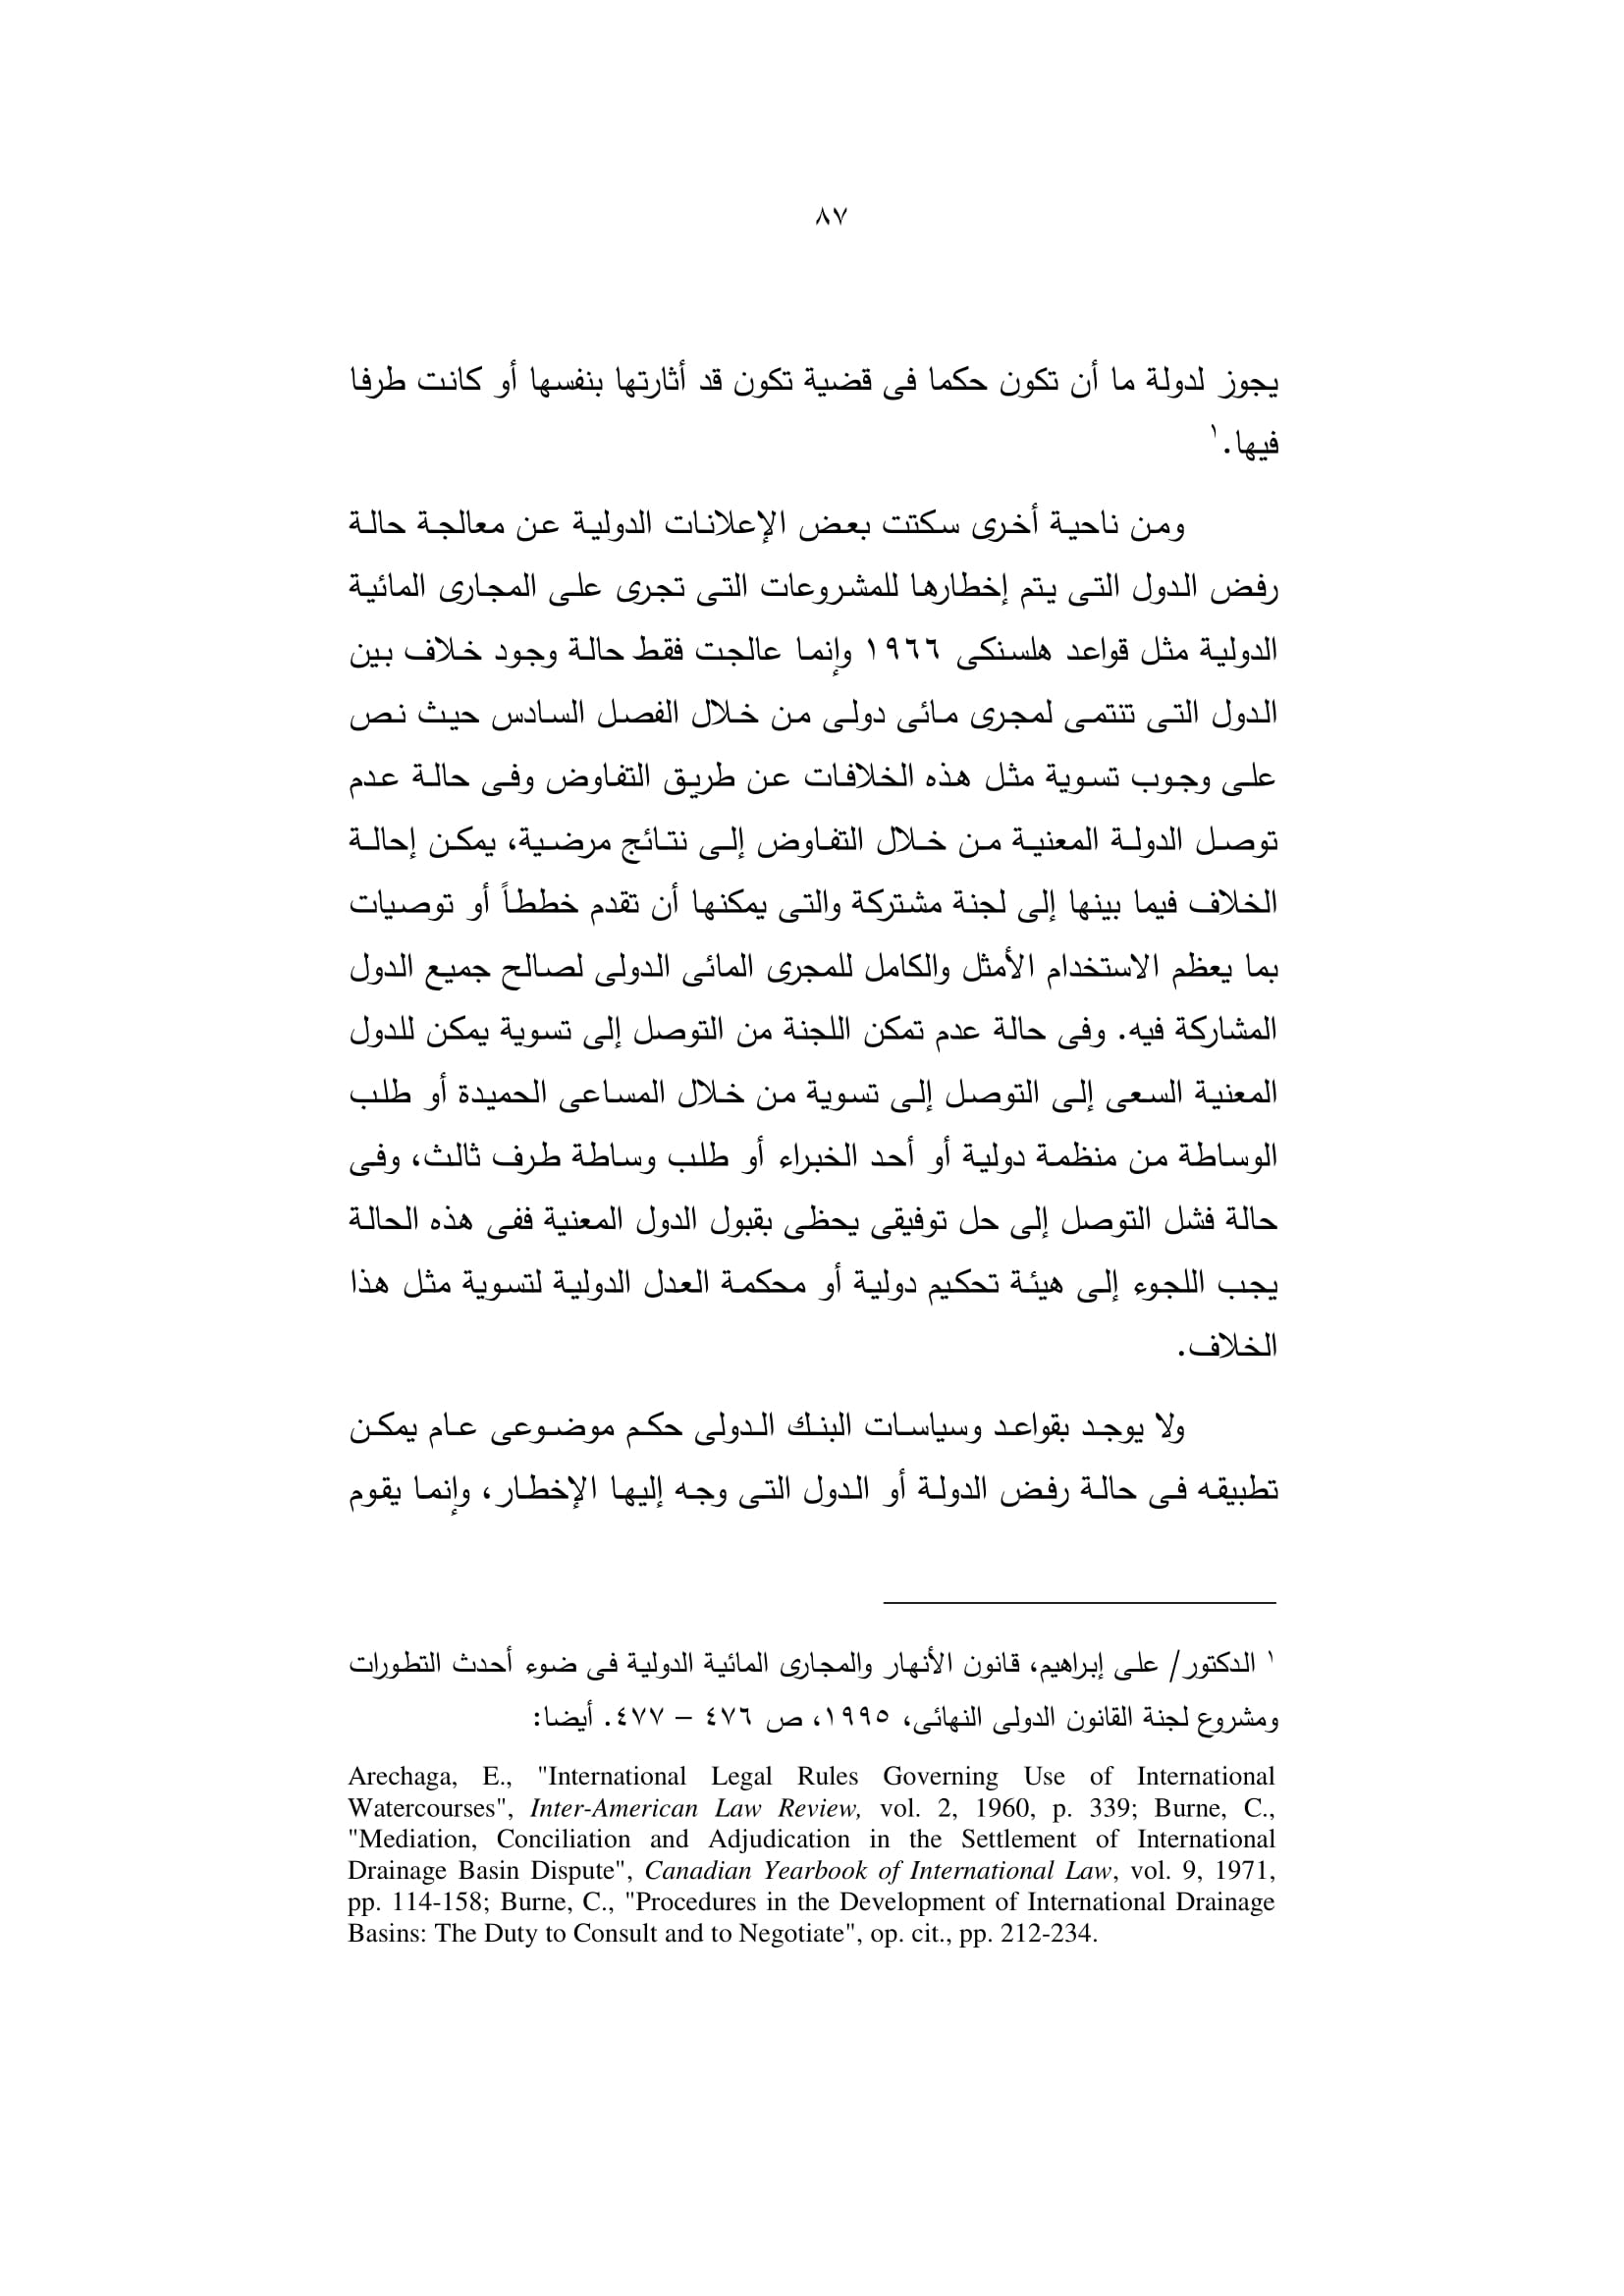 ٨٧
يجوز لدولة ما أن تكون حكما فى قضية تكون قد أثارتها بنفسها أو كانت طرفا
فيها.١
ومن ناحية أخرى سكتت بعض الإعلانات الدولية عن معالجة حالة
رفض الدول التى يتم إخطارها للمشروعات التى تجرى على المجارى المائية
الدولية مثل قواعد هلسنكى ١٩٦٦ وإنما عالجت فقط حالة وجود خلاف بين
الدول التى تنتمى لمجرى مائى دولى من خلال الفصل السادس حيث نص
على وجوب تسوية مثل هذه الخلافات عن طريق التفاوض وفى حالة عدم
توصل الدولة المعنية من خلال التفاوض إلى نتائج مرضية، يمكن إحالة
الخلاف فيما بينها إلى لجنة مشتركة والتى يمكنها أن تقدم خططاً أو توصيات
بما يعظم الاستخدام الأمثل والكامل للمجرى المائى الدولى لصالح جميع الدول
المشاركة فيه. وفى حالة عدم تمكن اللجنة من التوصل إلى تسوية يمكن للدول
المعنية السعى إلى التوصل إلى تسوية من خلال المساعى الحميدة أو طلب
الوساطة من منظمة دولية أو أحد الخبراء أو طلب وساطة طرف ثالث، وفى
حالة فشل التوصل إلى حل توفيقى يحظى بقبول الدول المعنية ففى هذه الحالة
يجب اللجوء إلى هيئة تحكيم دولية أو محكمة العدل الدولية لتسوية مثل هذا
الخلاف.
ولا يوجد بقواعد وسياسات البنك الدولى حكم موضوعى عام يمكن
تطبيقه فى حالة رفض الدولة أو الدول التى وجه إليها الإخطار، وإنما يقوم
١ الدكتور/ على إبراهيم، قانون الأنهار والمجارى المائية الدولية فى ضوء أحدث التطورات
ومشروع لجنة القانون الدولى النهائى، ١٩٩٥، ص ٤٧٦ – ٤٧٧. أيضا:
Arechaga, E., "International Legal Rules Governing Use of International
Watercourses", Inter-American Law Review, vol. 2, 1960, p. 339; Burne, C.,
"Mediation, Conciliation and Adjudication in the Settlement of International
Drainage Basin Dispute", Canadian Yearbook of International Law, vol. 9, 1971,
pp. 114-158; Burne, C., "Procedures in the Development of International Drainage
Basins: The Duty to Consult and to Negotiate", op. cit., pp. 212-234.